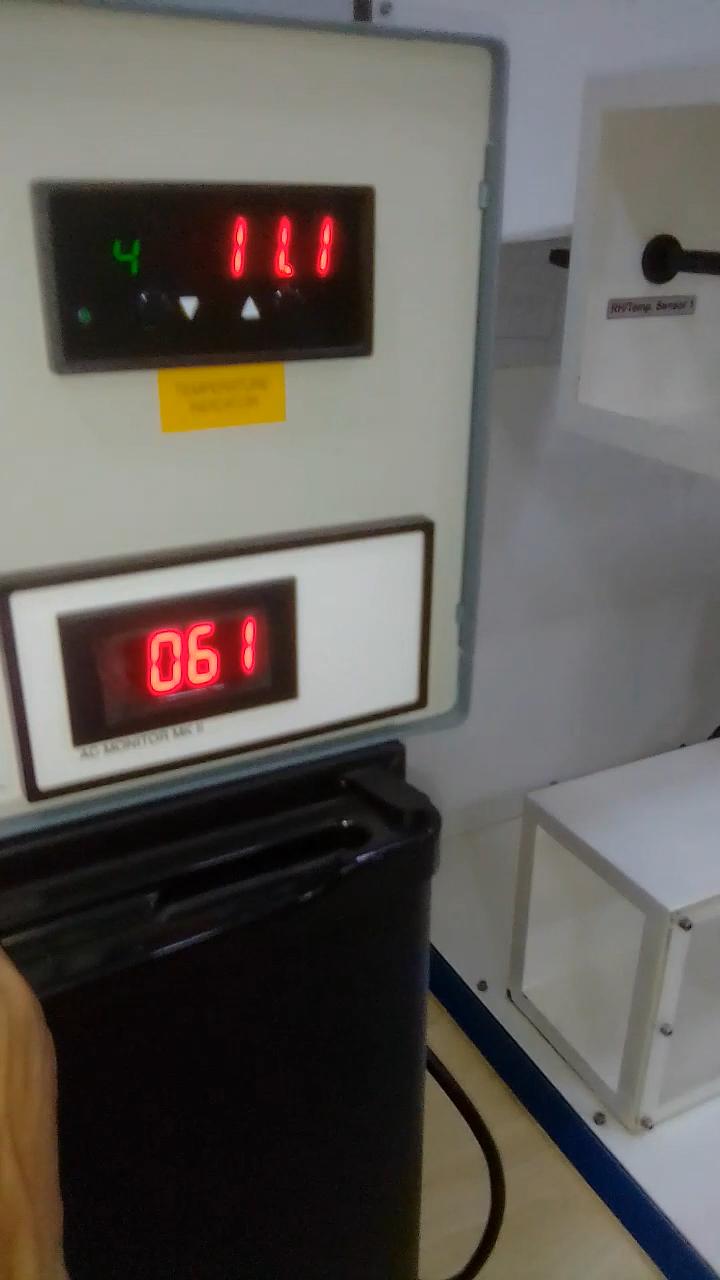 4 11.1
TEMPERATURE
INDICATOR
RH/Temp. Sensor 1
061
AC MONITOR MK II